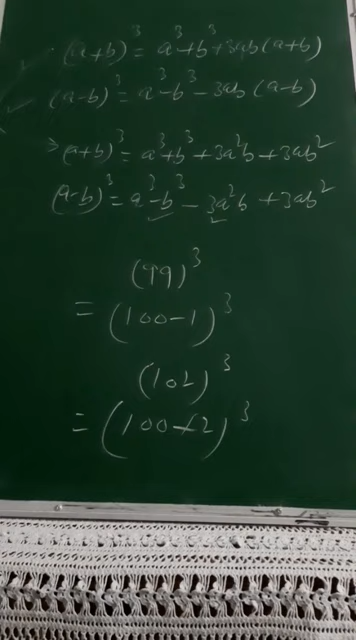 (a+b)³ = a³+b³+3ab(a+b)
(a-b)³ = a³-b³-3ab(a-b)
(a+b)³ = a³+b³+3a²b+3ab²
(a-b)³ = a³-b³-3a²b+3ab²
(99)³
= (100-1)³
(102)³
= (100+2)³